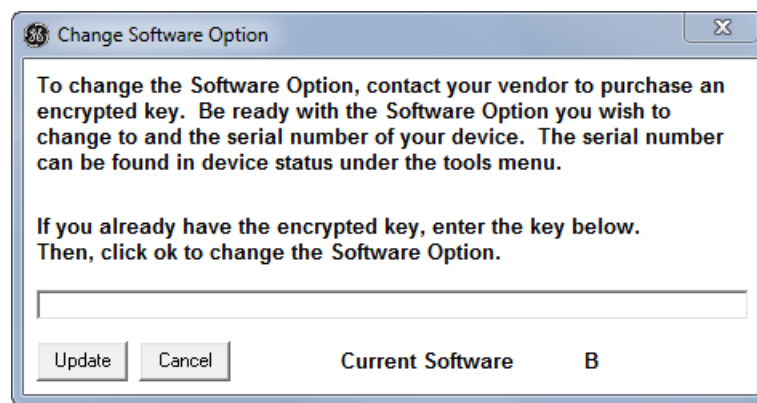 Change Software Option
To change the Software Option, contact your vendor to purchase an
encrypted key.  Be ready with the Software Option you wish to
change to and the serial number of your device.  The serial number
can be found in device status under the tools menu.
If you already have the encrypted key, enter the key below.
Then, click ok to change the Software Option.
Update Cancel Current Software B